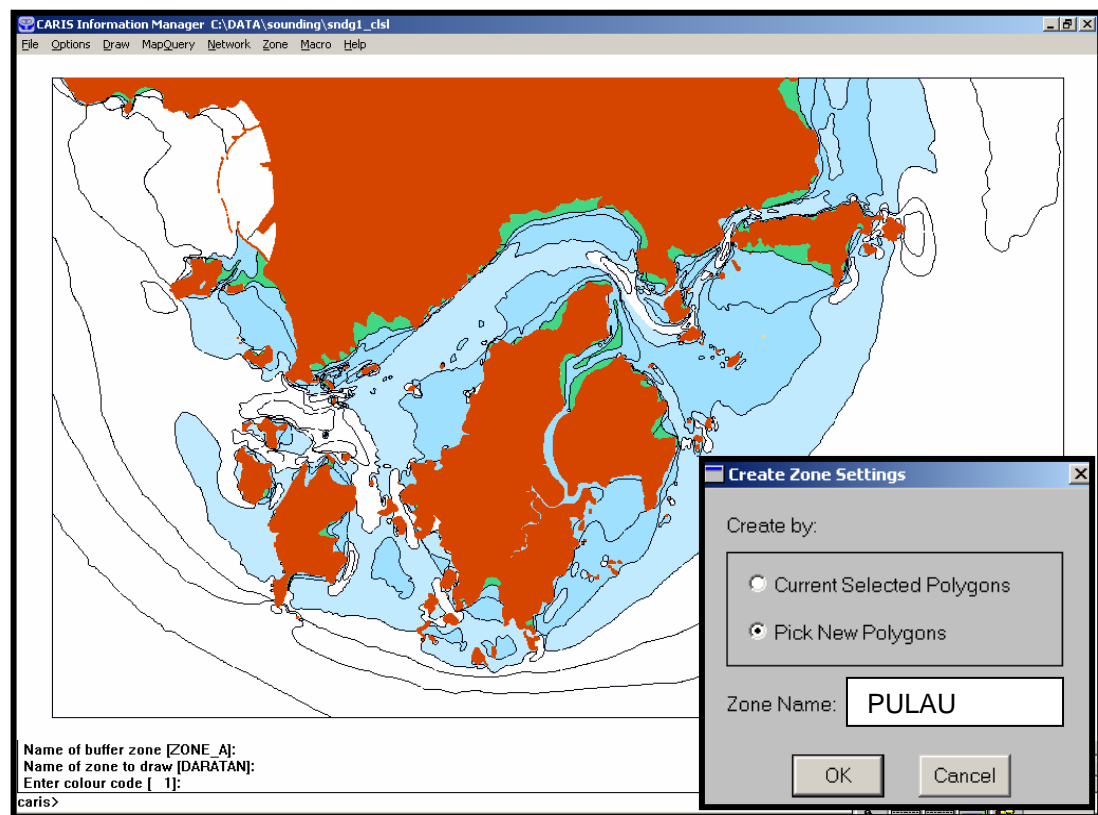 CARIS Information Manager C:\DATA\sounding\sndg1_clsl
File Options Draw MapQuery Network Zone Macro Help
Create Zone Settings
Create by:
Current Selected Polygons
Pick New Polygons
Zone Name: PULAU
OK Cancel
Name of buffer zone [ZONE_A]:
Name of zone to draw [DARATAN]:
Enter colour code [ 1]:
caris>